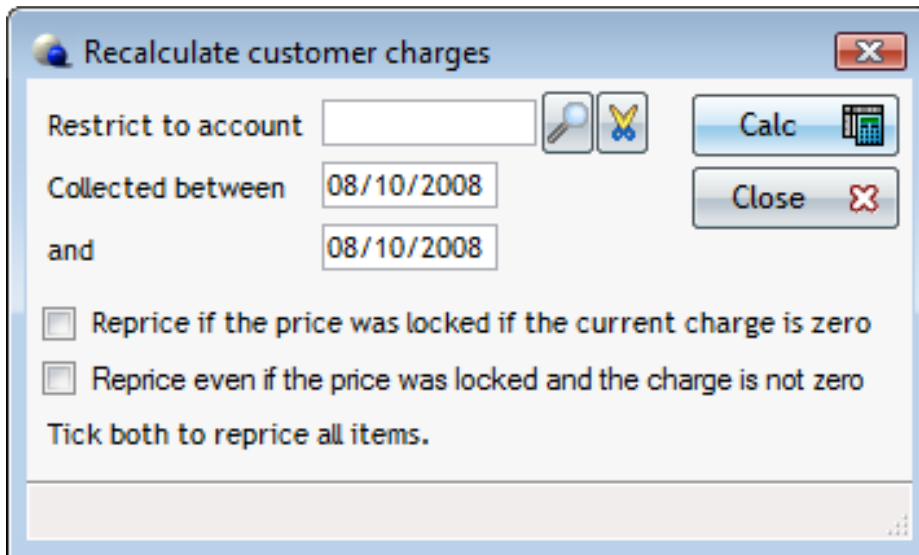 Recalculate customer charges
Restrict to account
Calc
Collected between 08/10/2008
Close
and 08/10/2008
Reprice if the price was locked if the current charge is zero
Reprice even if the price was locked and the charge is not zero
Tick both to reprice all items.